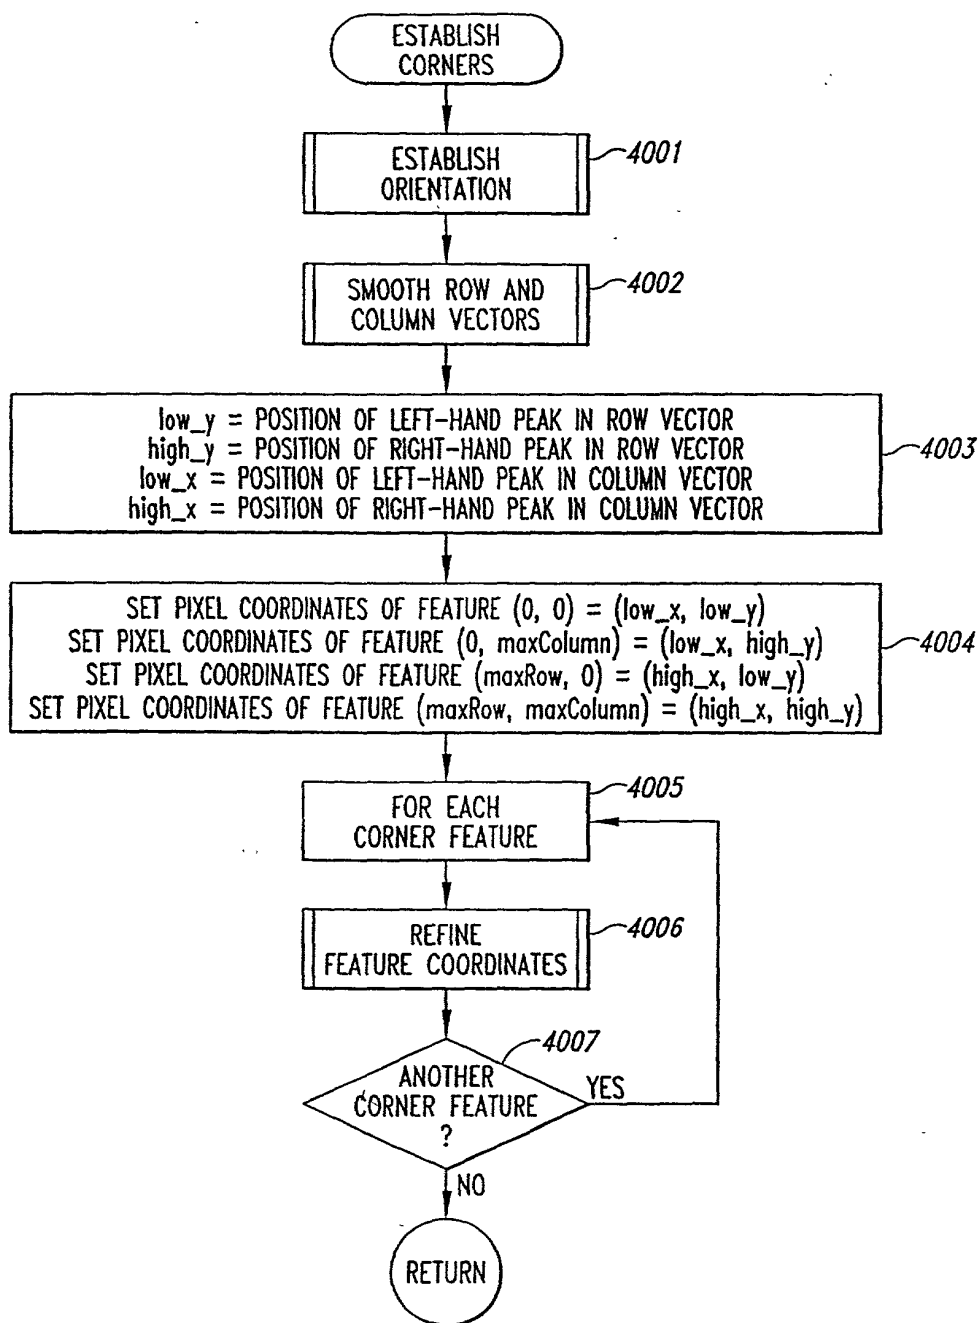 ESTABLISH
CORNERS
ESTABLISH
ORIENTATION
4001
SMOOTH ROW AND
COLUMN VECTORS
4002
low_y = POSITION OF LEFT-HAND PEAK IN ROW VECTOR
high_y = POSITION OF RIGHT-HAND PEAK IN ROW VECTOR
low_x = POSITION OF LEFT-HAND PEAK IN COLUMN VECTOR
high_x = POSITION OF RIGHT-HAND PEAK IN COLUMN VECTOR
4003
SET PIXEL COORDINATES OF FEATURE (0, 0) = (low_x, low_y)
SET PIXEL COORDINATES OF FEATURE (0, maxColumn) = (low_x, high_y)
SET PIXEL COORDINATES OF FEATURE (maxRow, 0) = (high_x, low_y)
SET PIXEL COORDINATES OF FEATURE (maxRow, maxColumn) = (high_x, high_y)
4004
FOR EACH
CORNER FEATURE
4005
REFINE
FEATURE COORDINATES
4006
4007
ANOTHER
CORNER FEATURE
?
YES
NO
RETURN